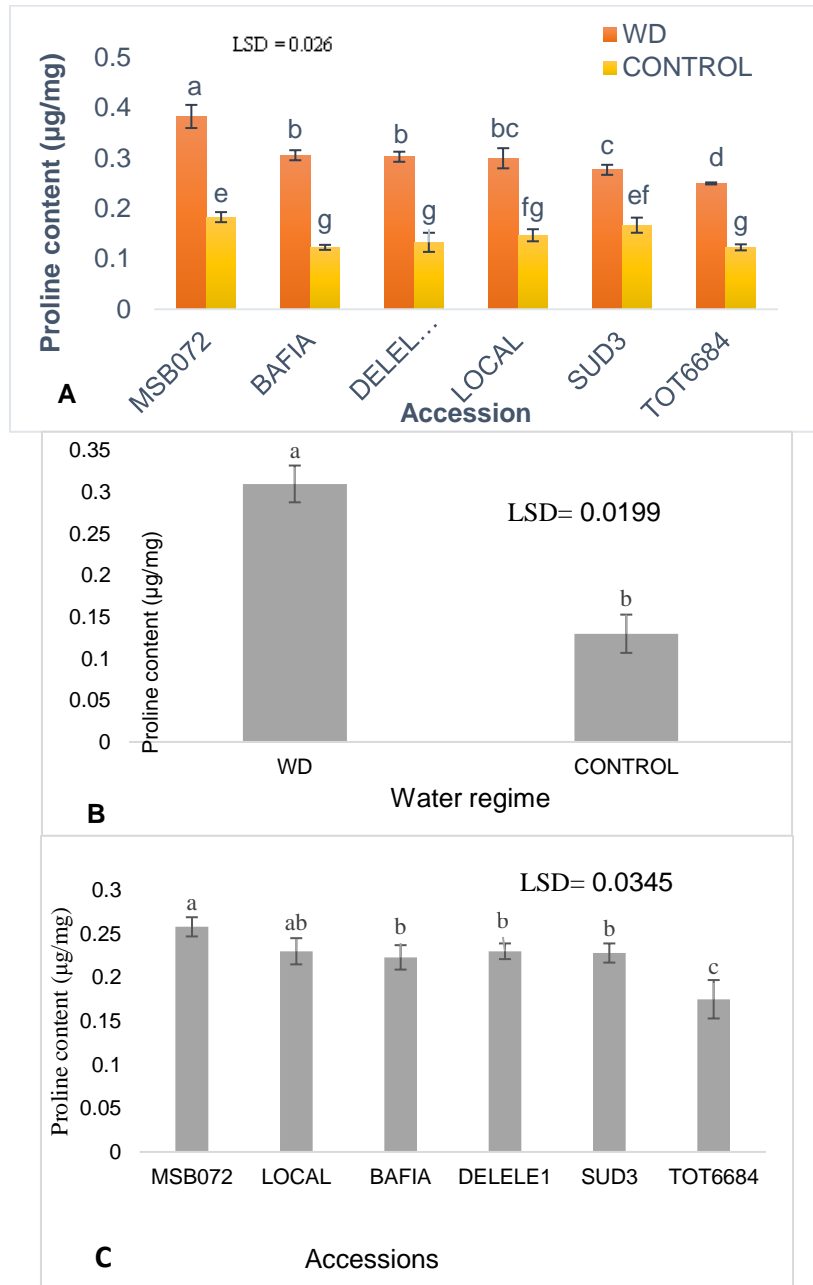 LSD = 0.026
WD
CONTROL
Proline content (µg/mg)
0.5
0.4
0.3
0.2
0.1
0
a
e
b
g
b
g
bc
fg
c
ef
d
g
MSB072
BAFIA
DELEL…
LOCAL
SUD3
TOT6684
A
Accession
Proline content (µg/mg)
0.35
0.3
0.25
0.2
0.15
0.1
0.05
0
a
b
LSD= 0.0199
WD
CONTROL
Water regime
B
Proline content (µg/mg)
0.3
0.25
0.2
0.15
0.1
0.05
0
LSD= 0.0345
a
ab
b
b
b
c
MSB072
LOCAL
BAFIA
DELELE1
SUD3
TOT6684
C
Accessions